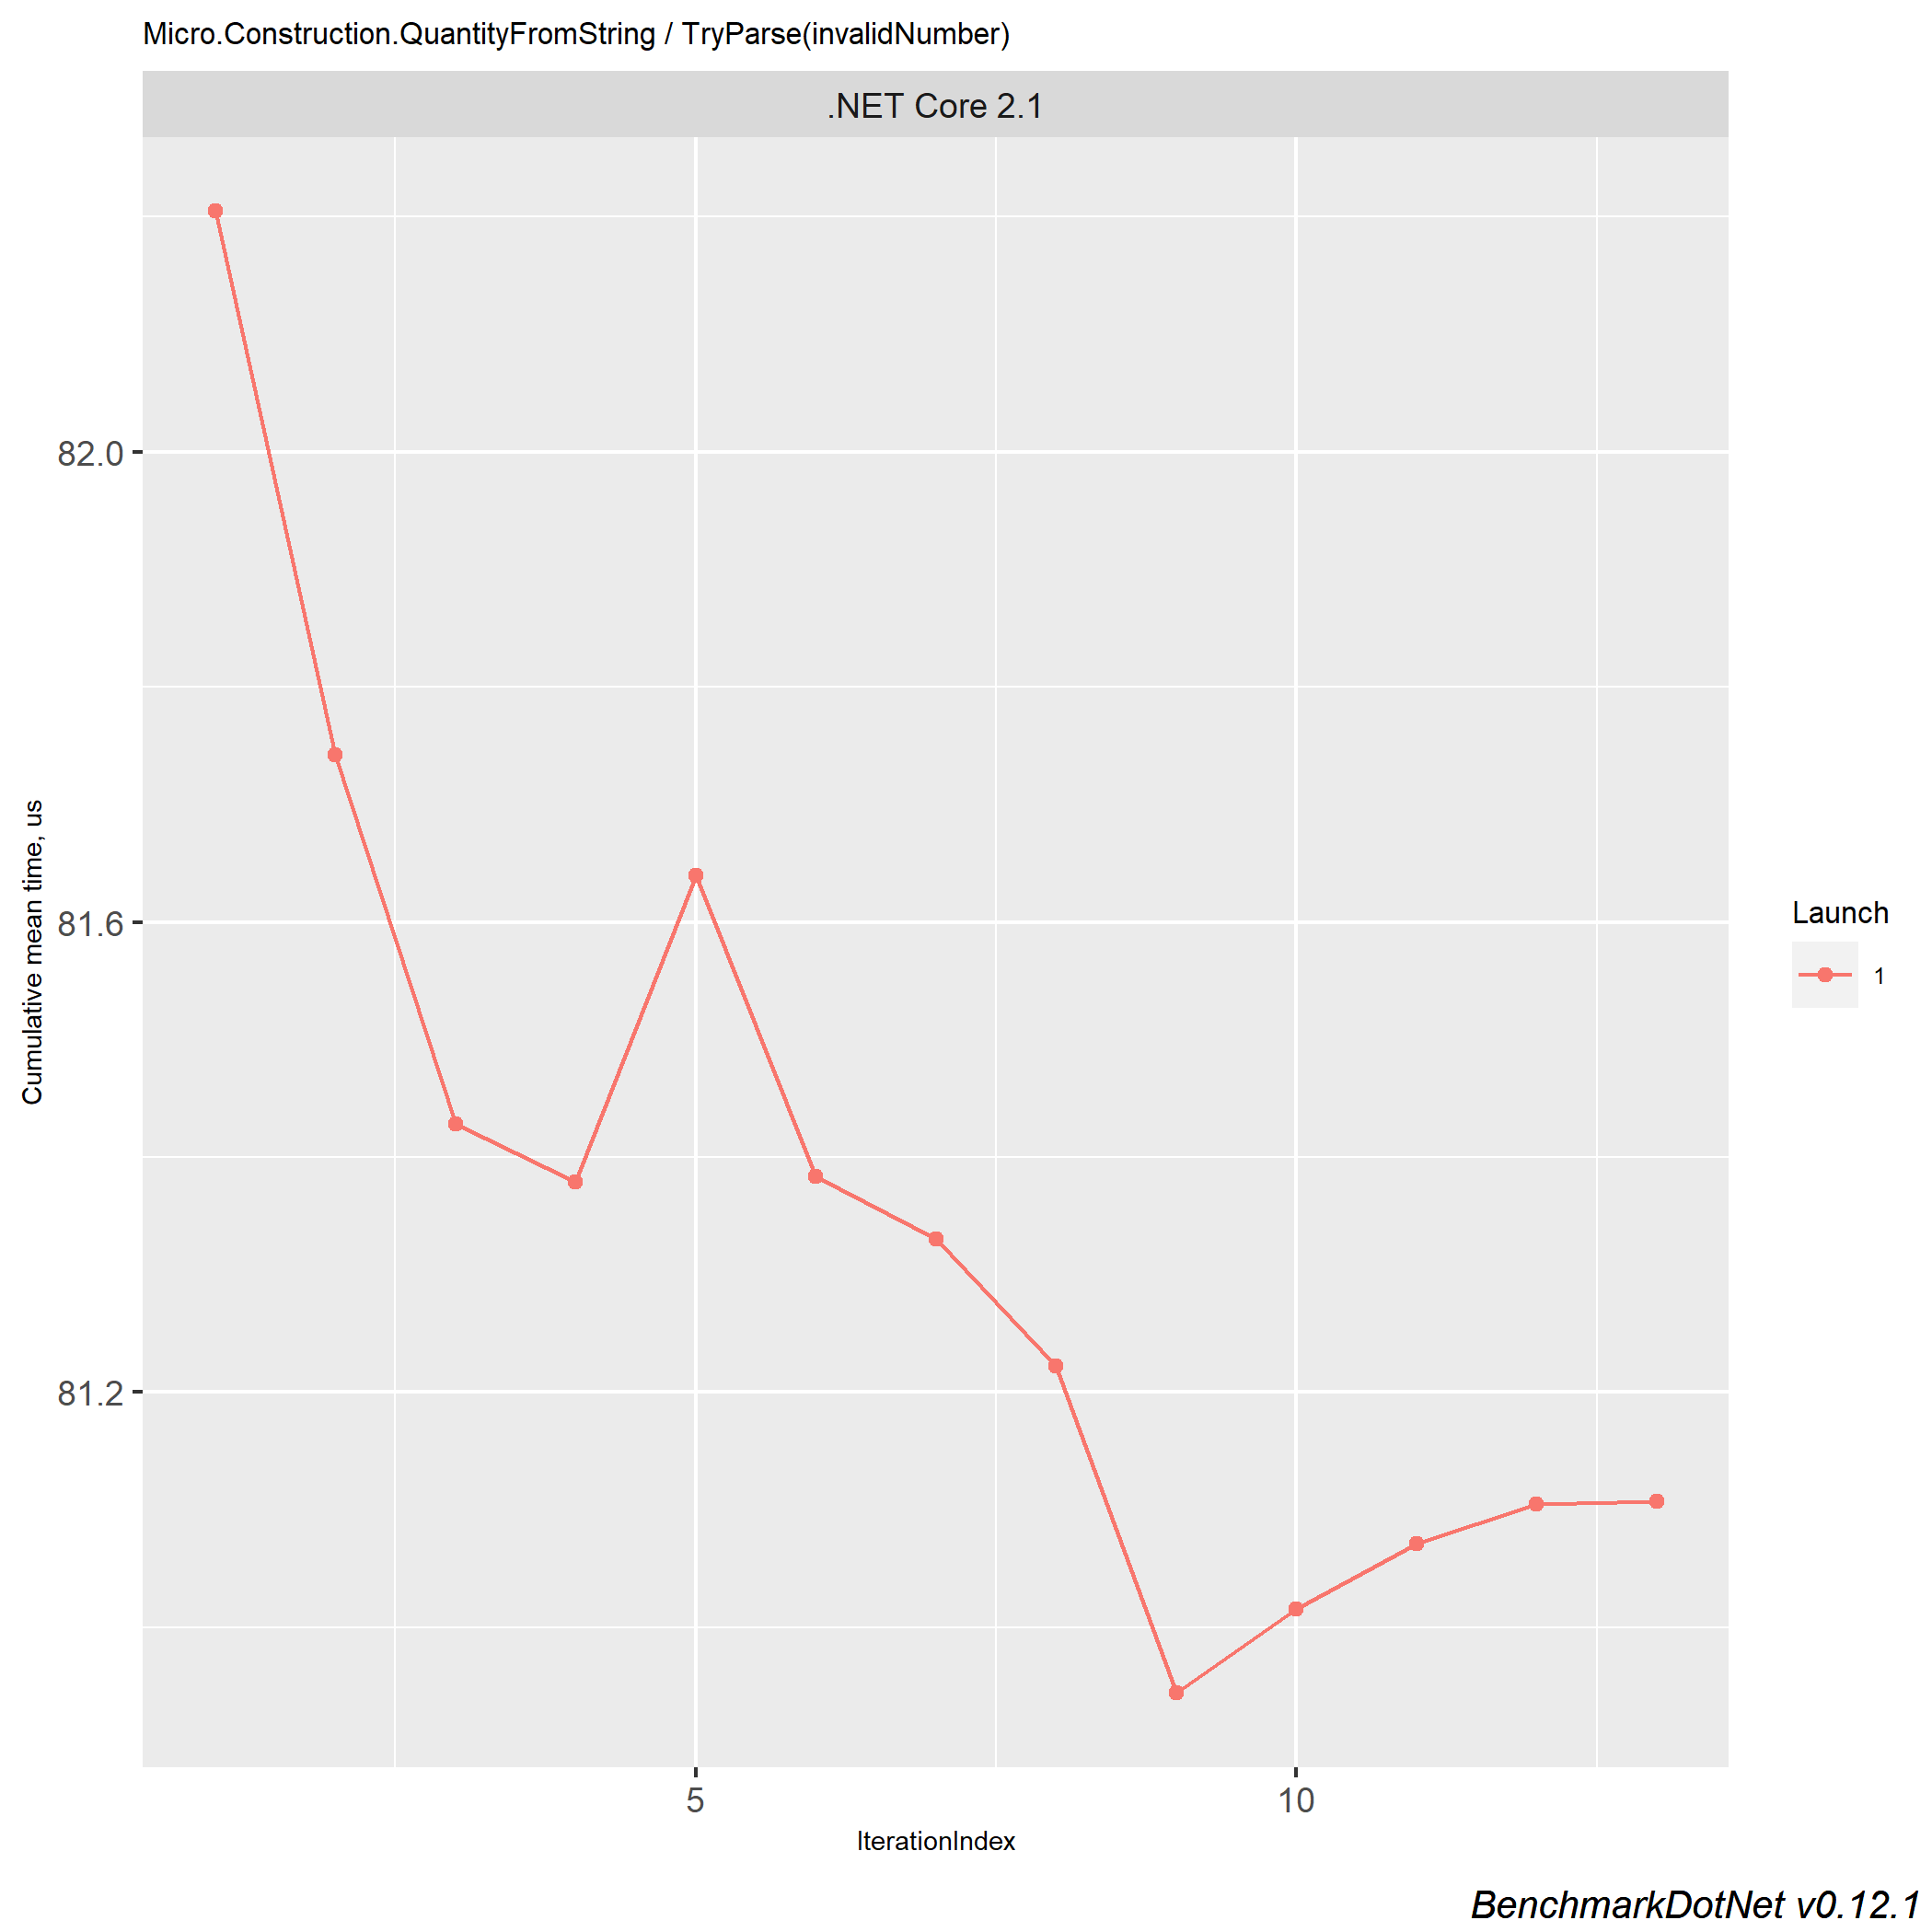 Micro.Construction.QuantityFromString / TryParse(invalidNumber)
.NET Core 2.1
82.0
81.6
81.2
Cumulative mean time, us
5
10
IterationIndex
Launch
1
BenchmarkDotNet v0.12.1